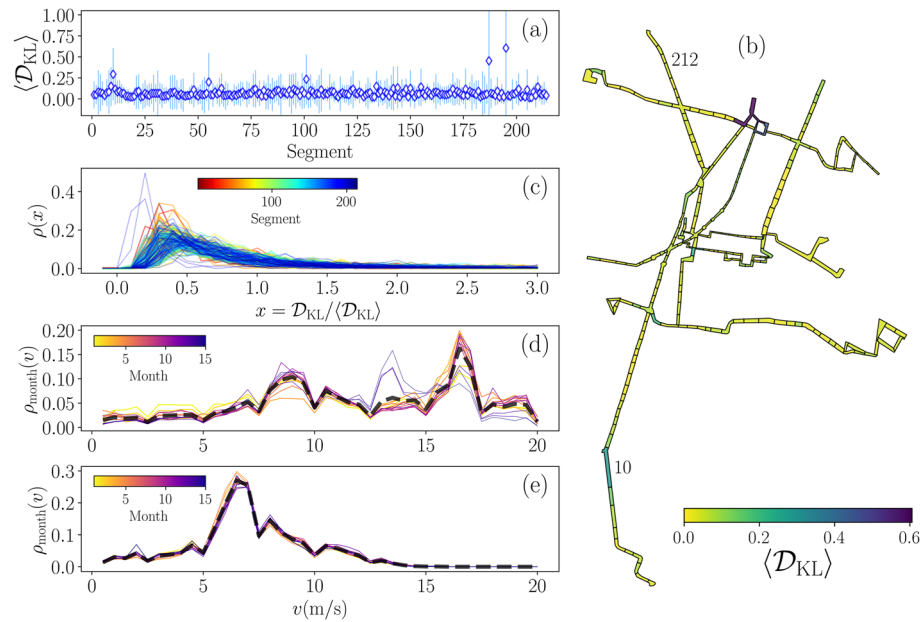 1.00
0.75
0.50
0.25
0.00
⟨𝒟KL⟩
(a)
1 25 50 75 100 125 150 175 200
Segment
(b)
212
10
0.0 0.2 0.4 0.6
⟨𝒟KL⟩
(c)
0.4
0.2
0.0
ρ(x)
100 200
Segment
0.0 0.5 1.0 1.5 2.0 2.5 3.0
x = 𝒟KL/⟨𝒟KL⟩
(d)
0.20
0.15
0.10
0.05
0.00
ρmonth(v)
5 10 15
Month
0 5 10 15 20
(e)
0.3
0.2
0.1
0.0
ρmonth(v)
5 10 15
Month
0 5 10 15 20
v(m/s)